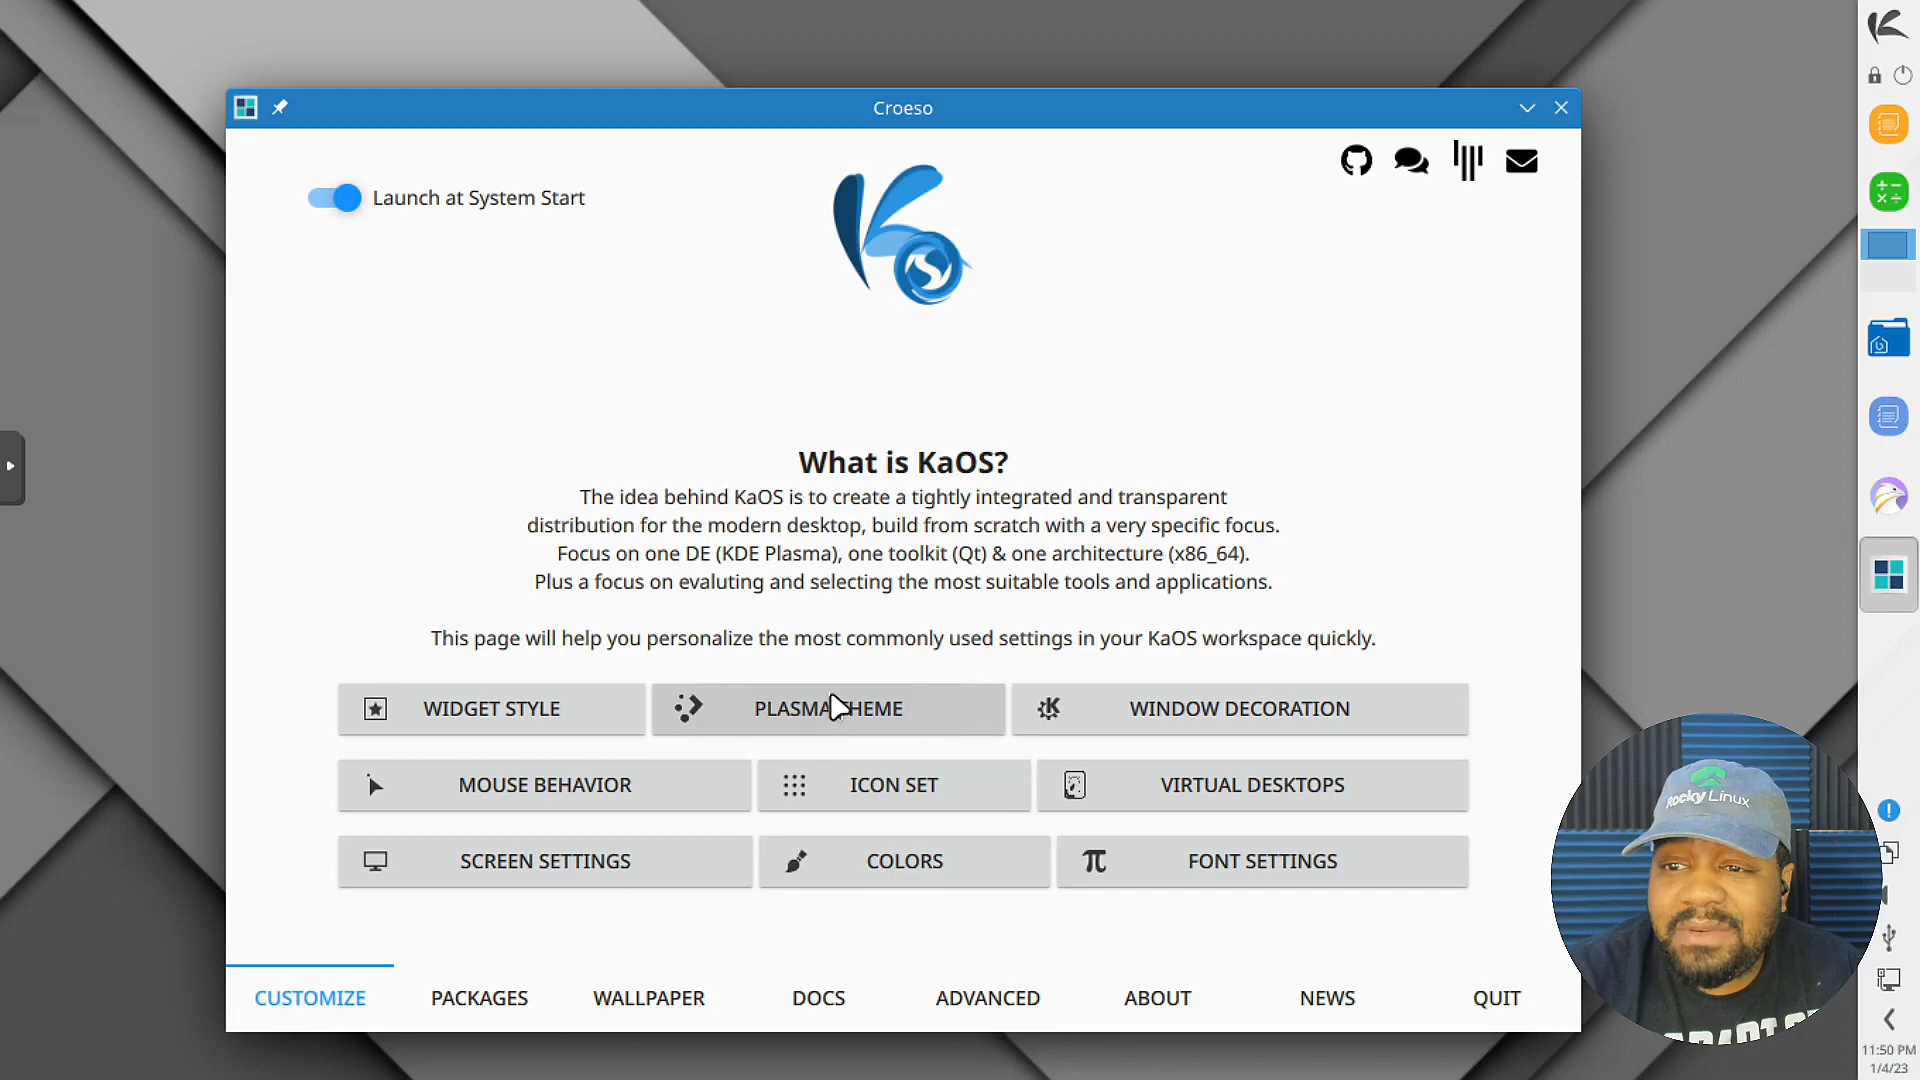 Croeso
Launch at System Start
What is KaOS?
The idea behind KaOS is to create a tightly integrated and transparent
distribution for the modern desktop, build from scratch with a very specific focus.
Focus on one DE (KDE Plasma), one toolkit (Qt) & one architecture (x86_64).
Plus a focus on evaluting and selecting the most suitable tools and applications.
This page will help you personalize the most commonly used settings in your KaOS workspace quickly.
WIDGET STYLE
PLASMA THEME
WINDOW DECORATION
MOUSE BEHAVIOR
ICON SET
VIRTUAL DESKTOPS
SCREEN SETTINGS
COLORS
FONT SETTINGS
Rocky Linux
CUSTOMIZE
PACKAGES
WALLPAPER
DOCS
ADVANCED
ABOUT
NEWS
QUIT
11:50 PM
1/4/23